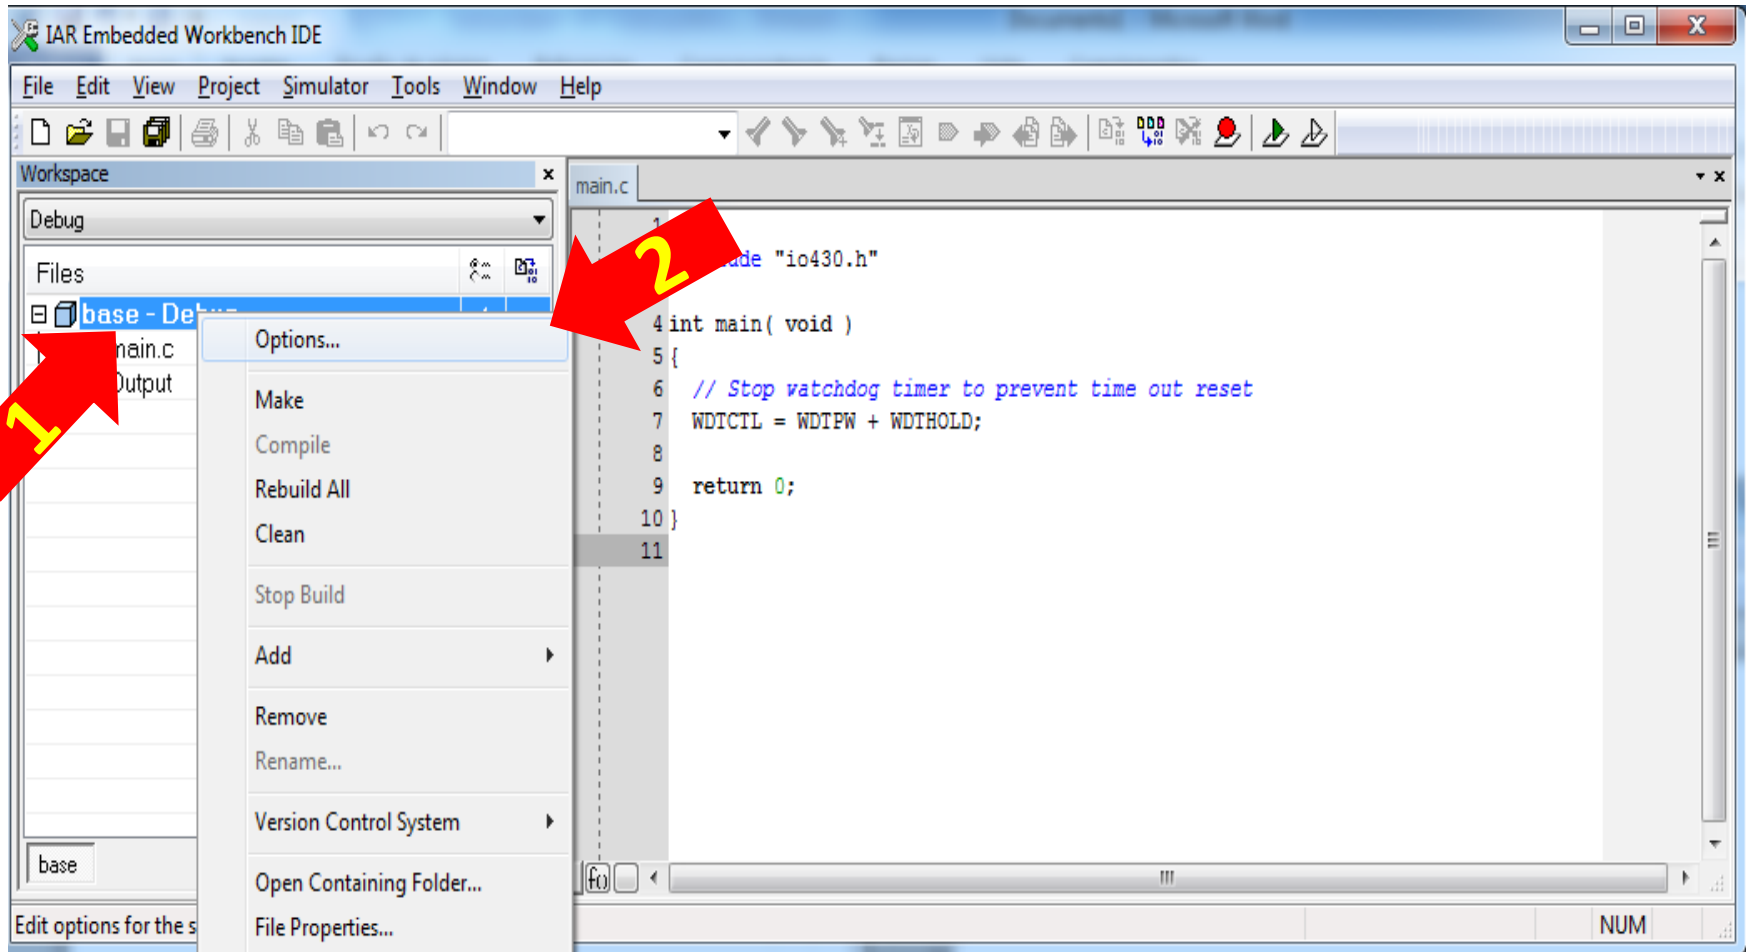 IAR Embedded Workbench IDE
File Edit View Project Simulator Tools Window Help
Workspace
main.c
Debug
Files
base - De
main.c
Output
1
2
Options...
Make
Compile
Rebuild All
Clean
Stop Build
Add
Remove
Rename...
Version Control System
Open Containing Folder...
File Properties...
1
ude "io430.h"
4 int main( void )
5 {
6 // Stop watchdog timer to prevent time out reset
7 WDTCTL = WDTPW + WDTHOLD;
8
9 return 0;
10 }
11
base
Edit options for the s
NUM